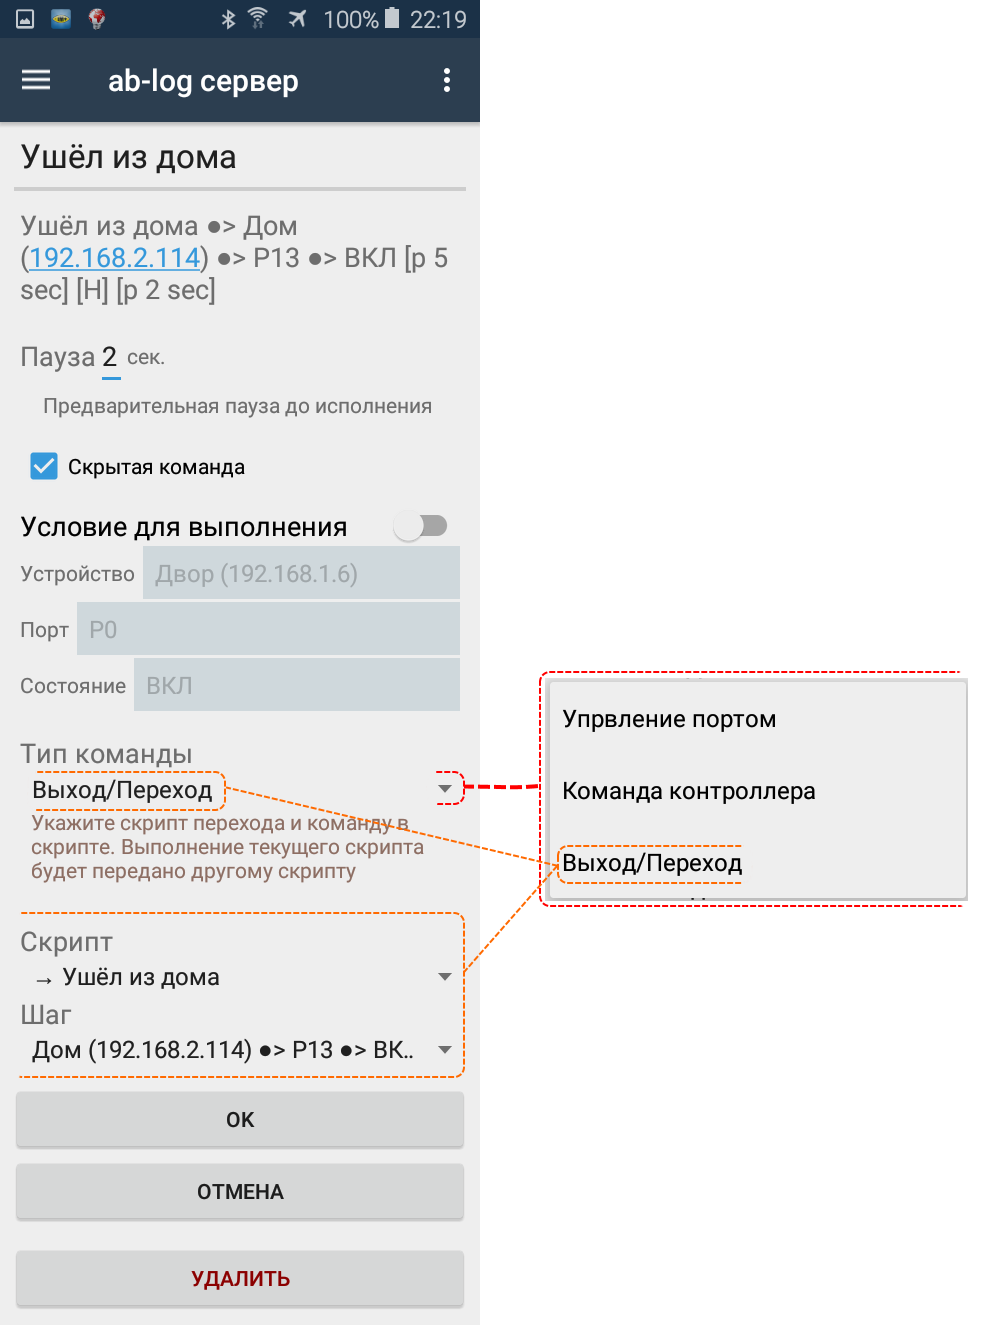 100% 22:19
ab-log сервер
Ушёл из дома
Ушёл из дома ●> Дом
(192.168.2.114) ●> P13 ●> ВКЛ [p 5
sec] [H] [p 2 sec]
Пауза 2 сек.
Предварительная пауза до исполнения
Скрытая команда
Условие для выполнения
Устройство Двор (192.168.1.6)
Порт P0
Состояние ВКЛ
Тип команды
Выход/Переход
Укажите скрипт перехода и команду в
скрипте. Выполнение текущего скрипта
будет передано другому скрипту
Скрипт
→ Ушёл из дома
Шаг
Дом (192.168.2.114) ●> P13 ●> ВК..
OK
ОТМЕНА
УДАЛИТЬ
Упрвление портом
Команда контроллера
Выход/Переход